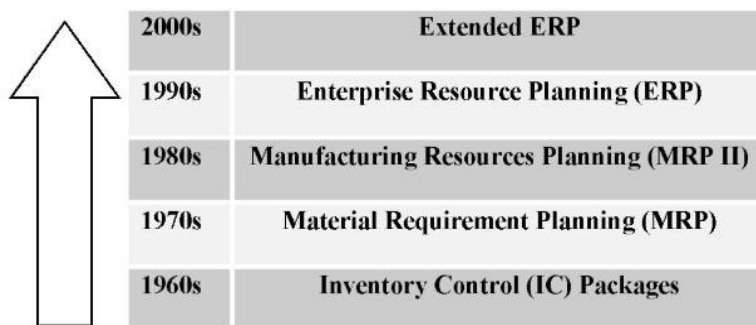 2000s Extended ERP
1990s Enterprise Resource Planning (ERP)
1980s Manufacturing Resources Planning (MRP II)
1970s Material Requirement Planning (MRP)
1960s Inventory Control (IC) Packages